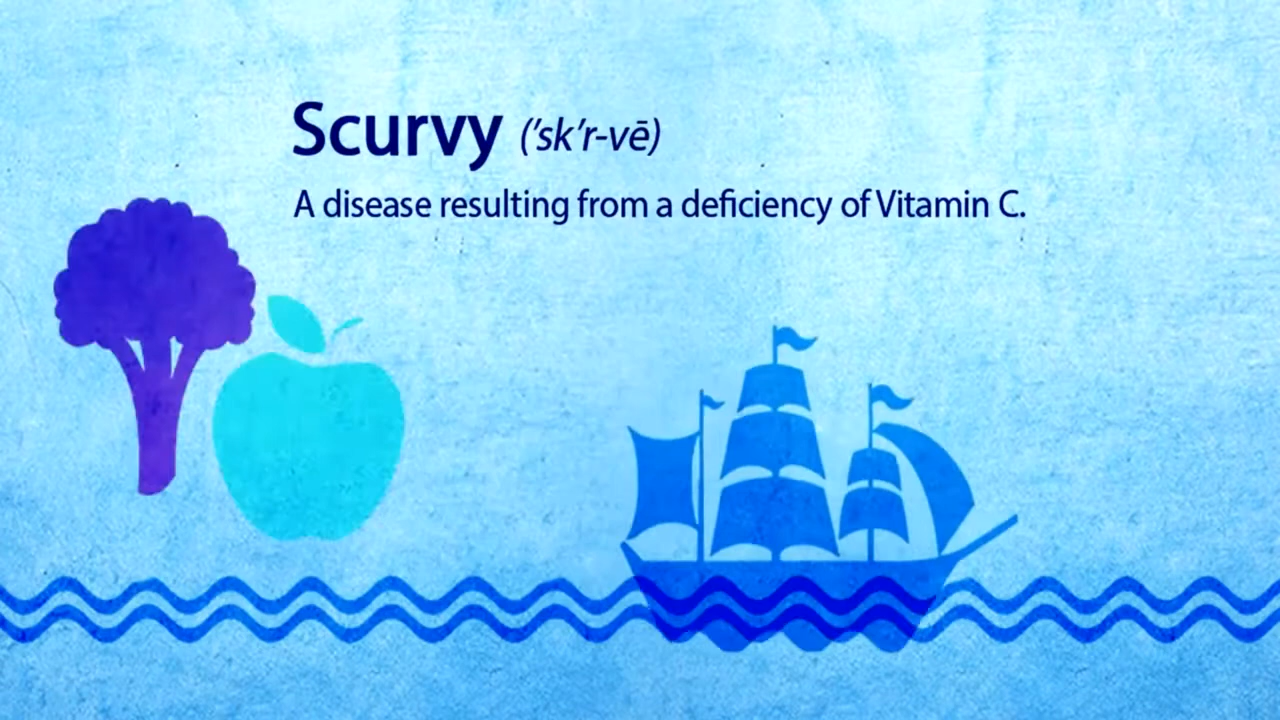 Scurvy (′sk′r-vē)
A disease resulting from a deficiency of Vitamin C.